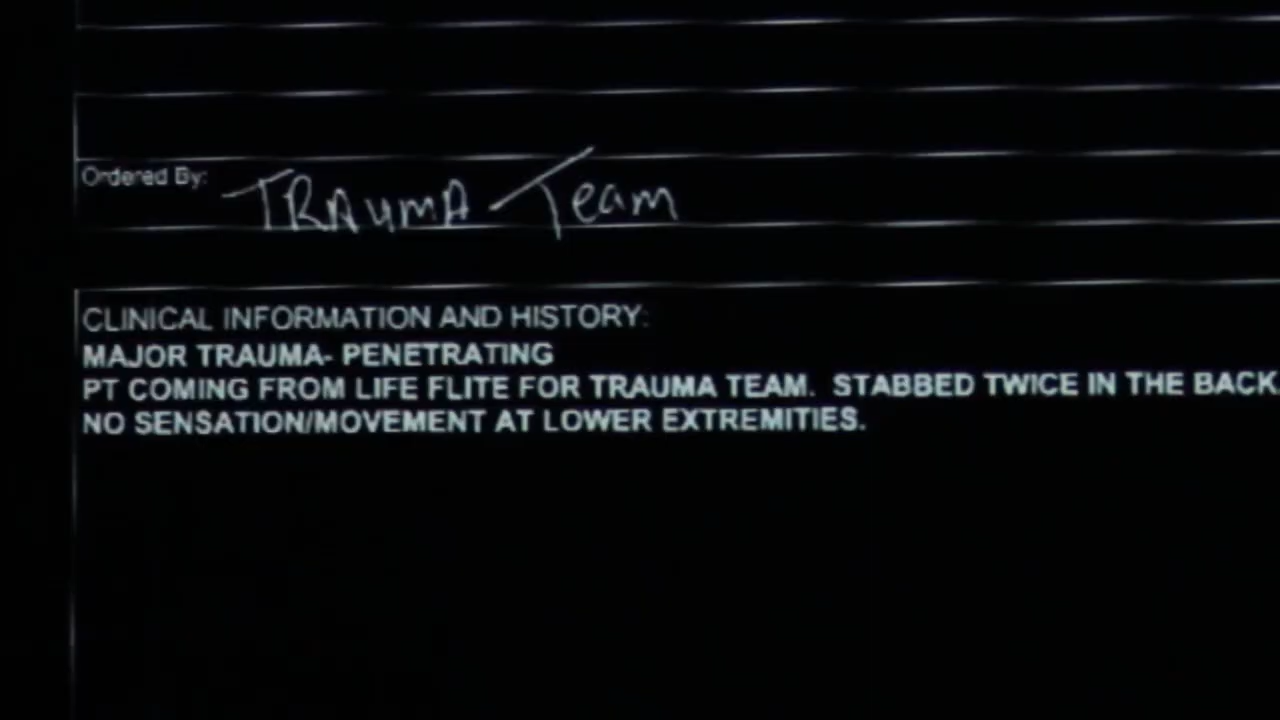 Ordered By: TRAUMA Team
CLINICAL INFORMATION AND HISTORY:
MAJOR TRAUMA- PENETRATING
PT COMING FROM LIFE FLITE FOR TRAUMA TEAM. STABBED TWICE IN THE BACK
NO SENSATION/MOVEMENT AT LOWER EXTREMITIES.